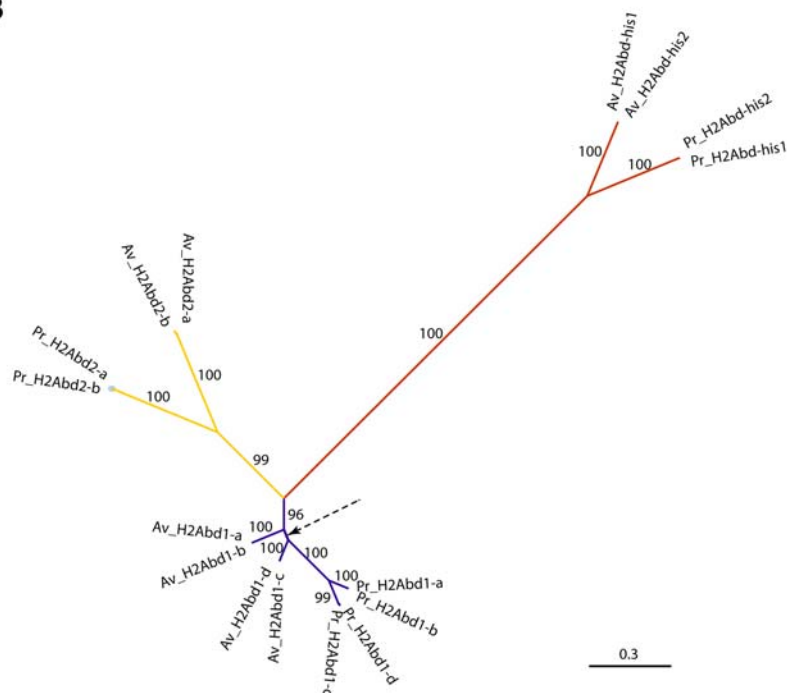 Av_H2Abd-his1
Av_H2Abd-his2
Pr_H2Abd-his2
Pr_H2Abd-his1
100
100
100
Av_H2Abd2-b
Av_H2Abd2-a
Pr_H2Abd2-a
Pr_H2Abd2-b
100
100
99
96
Av_H2Abd1-a
100
Av_H2Abd1-b
100
100
Av_H2Abd1-d
Av_H2Abd1-c
100
Pr_H2Abd1-a
Pr_H2Abd1-b
99
Pr_H2Abd1-d
0.3